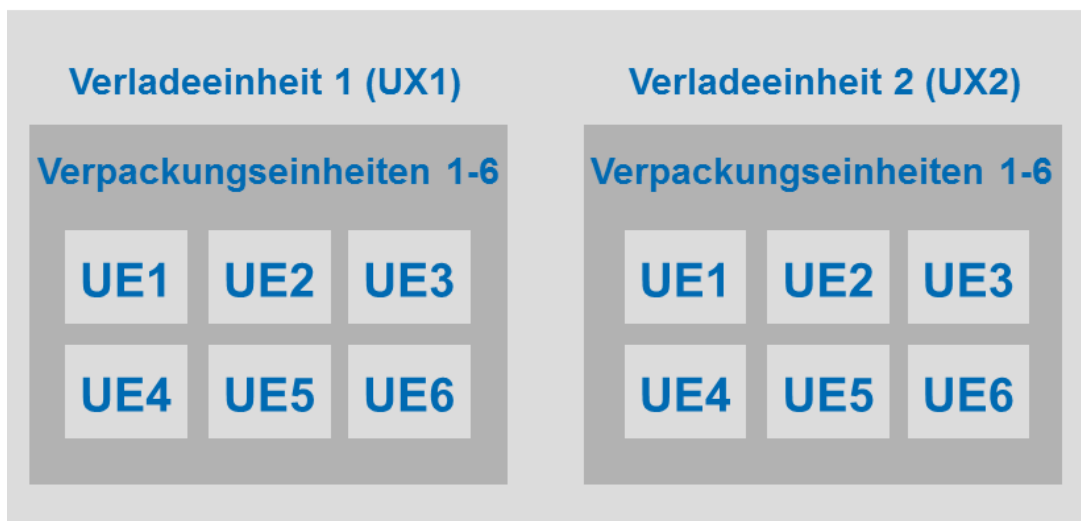 Verladeeinheit 1 (UX1)
Verpackungseinheiten 1-6
UE1 UE2 UE3
UE4 UE5 UE6
Verladeeinheit 2 (UX2)
Verpackungseinheiten 1-6
UE1 UE2 UE3
UE4 UE5 UE6